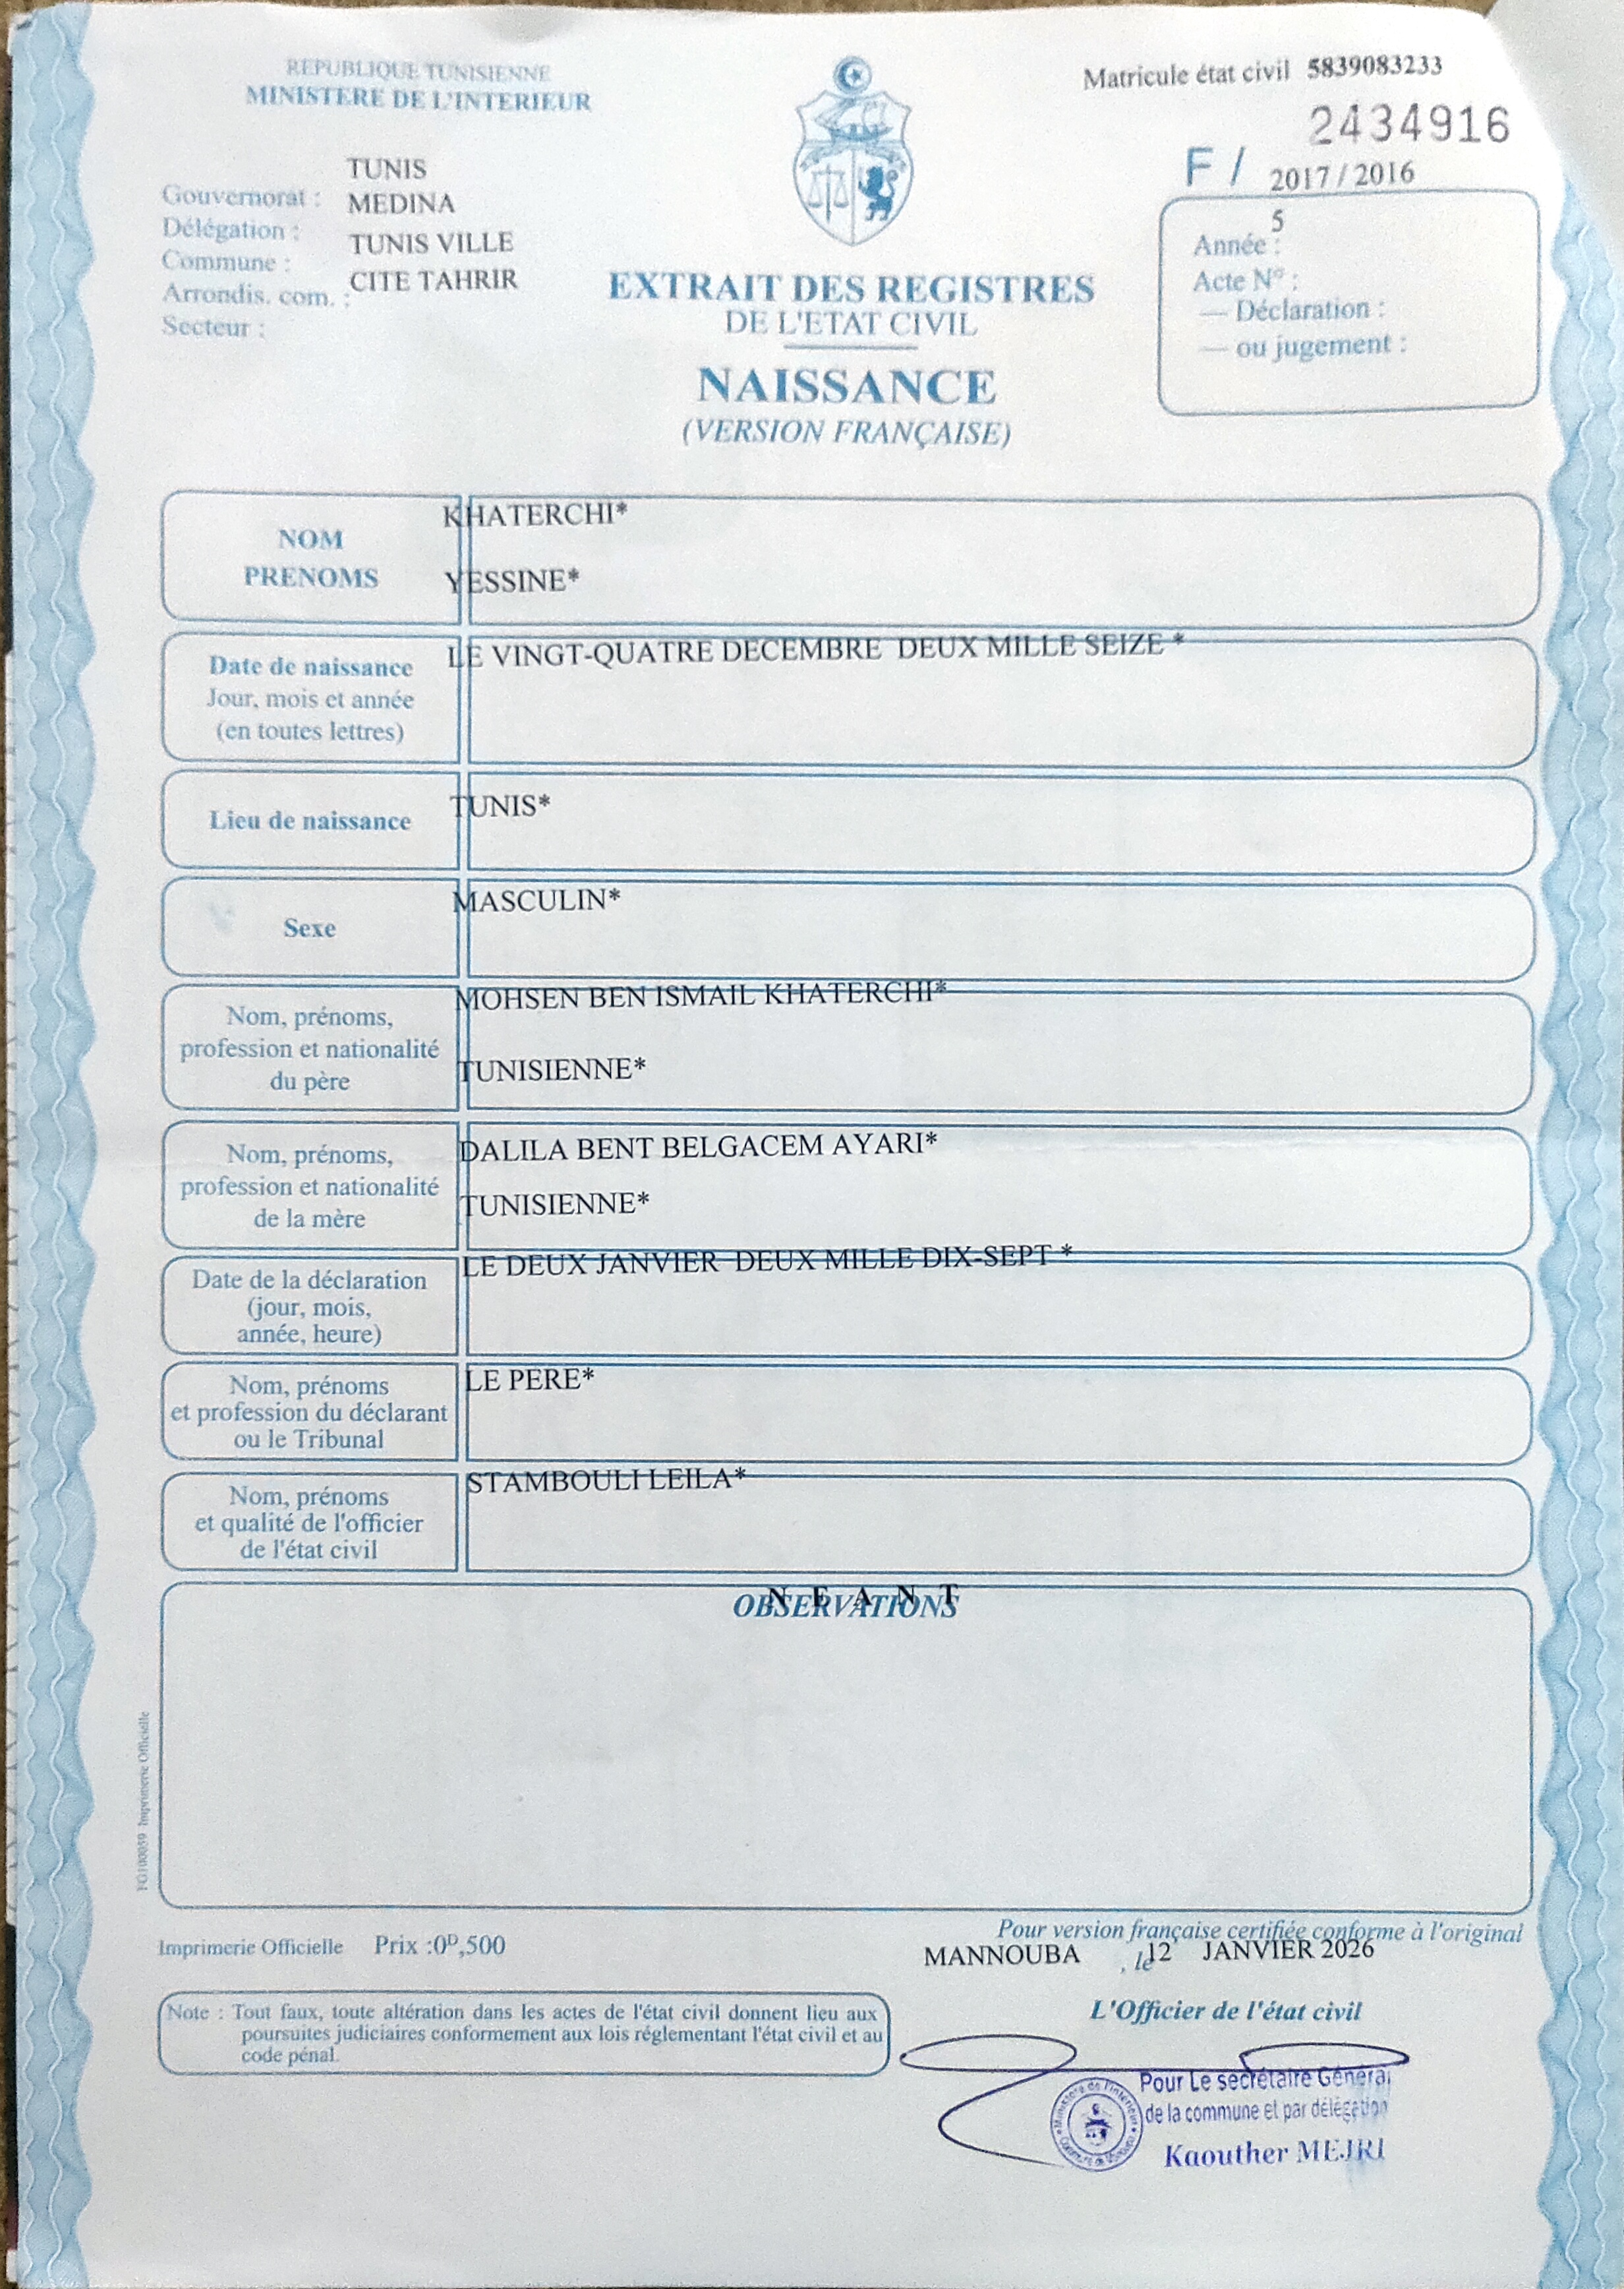 REPUBLIQUE TUNISIENNE
MINISTERE DE L'INTERIEUR
Matricule état civil 5839083233
2434916
F / 2017 / 2016
5
Année :
Acte N° :
— Déclaration :
— ou jugement :
TUNIS
Gouvernorat : MEDINA
Délégation : TUNIS VILLE
Commune : CITE TAHRIR
Arrondis. com. :
Secteur :
EXTRAIT DES REGISTRES
DE L'ETAT CIVIL
NAISSANCE
(VERSION FRANÇAISE)
NOM
KHATERCHI*
PRENOMS
YESSINE*
Date de naissance
Jour, mois et année
(en toutes lettres)
LE VINGT-QUATRE DECEMBRE DEUX MILLE SEIZE *
Lieu de naissance
TUNIS*
Sexe
MASCULIN*
Nom, prénoms,
profession et nationalité
du père
MOHSEN BEN ISMAIL KHATERCHI*
TUNISIENNE*
Nom, prénoms,
profession et nationalité
de la mère
DALILA BENT BELGACEM AYARI*
TUNISIENNE*
Date de la déclaration
(jour, mois,
année, heure)
LE DEUX JANVIER DEUX MILLE DIX-SEPT *
Nom, prénoms
et profession du déclarant
ou le Tribunal
LE PERE*
Nom, prénoms
et qualité de l'officier
de l'état civil
STAMBOULI LEILA*
OBSERVATIONS
N E A N T
FG100059 Imprimerie Officielle
Imprimerie Officielle Prix :0ᴰ,500
Pour version française certifiée conforme à l'original
MANNOUBA , le 12 JANVIER 2026
Note : Tout faux, toute altération dans les actes de l'état civil donnent lieu aux
poursuites judiciaires conformement aux lois réglementant l'état civil et au
code pénal.
L'Officier de l'état civil
Pour Le secrétaire Général
de la commune et par délégation
Kaouther MEJRI
Ministère de l'Intérieur